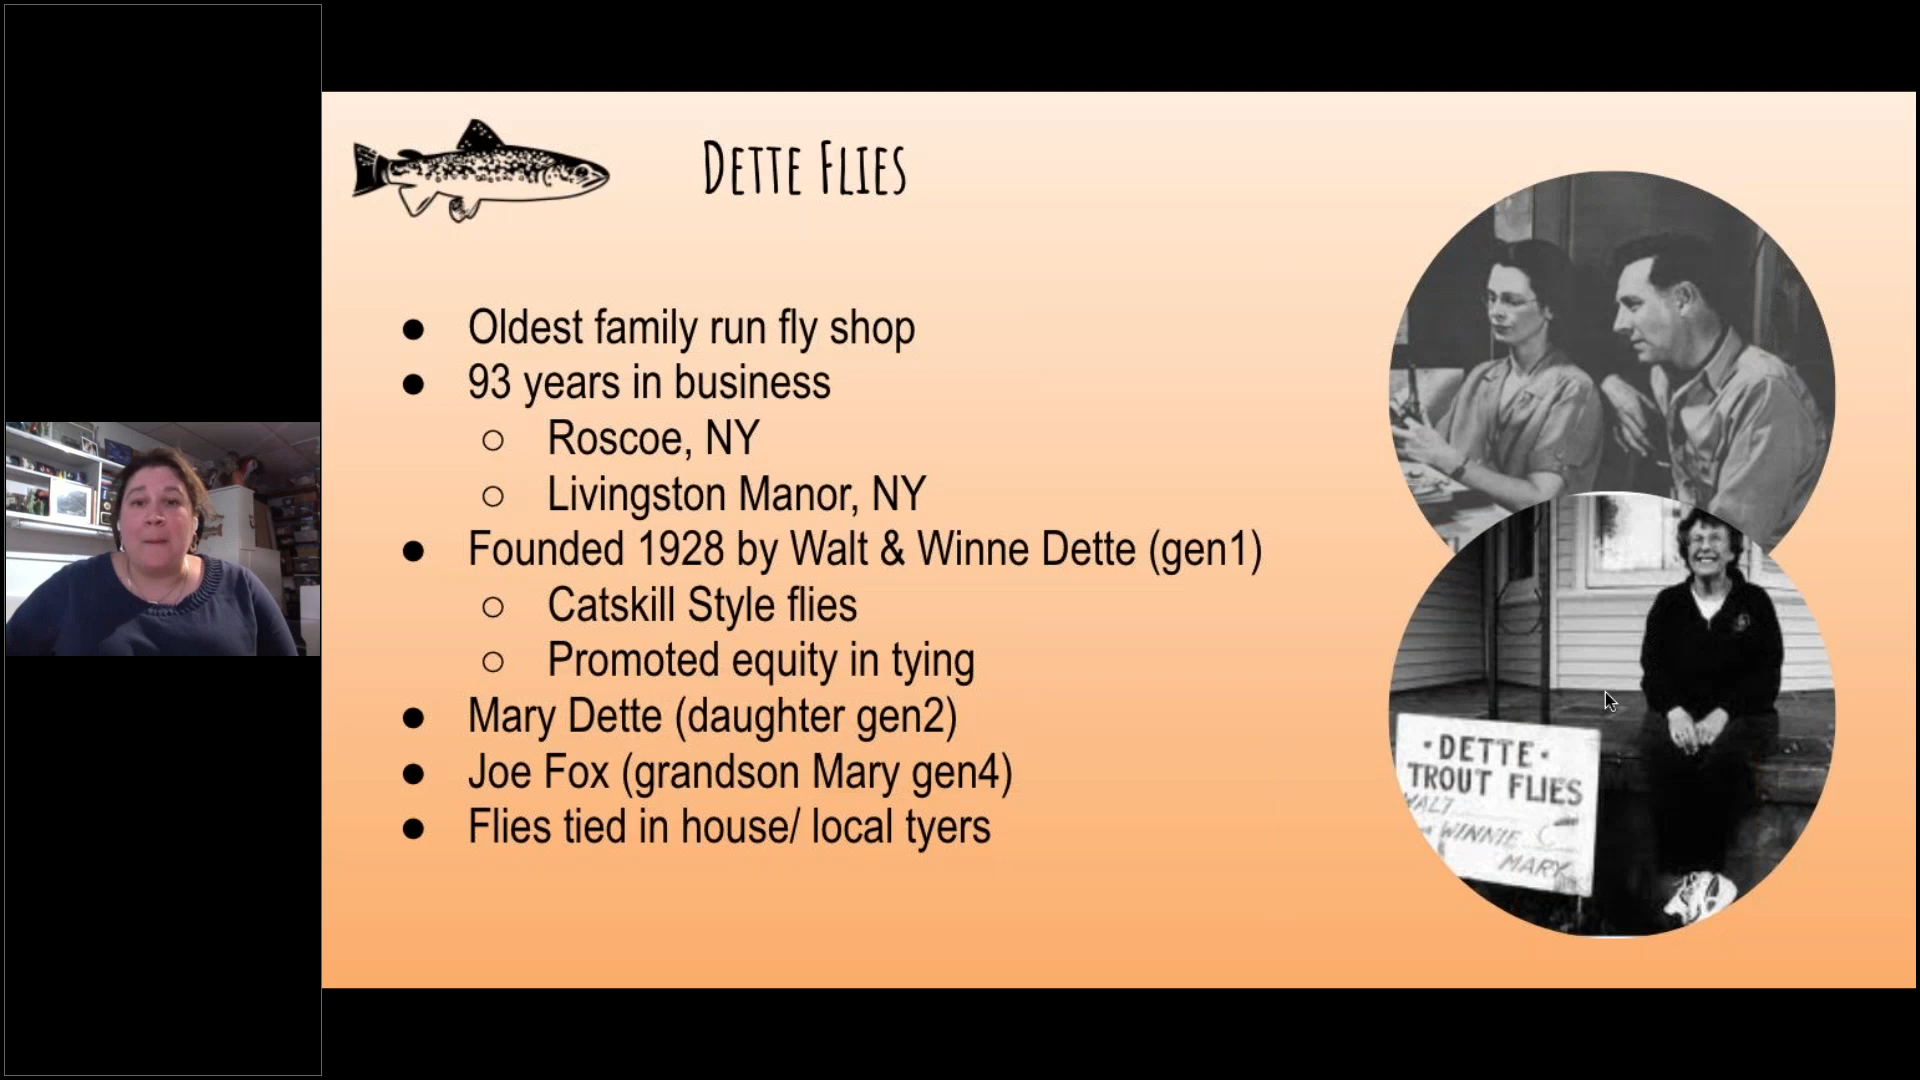 Dette Flies
● Oldest family run fly shop
● 93 years in business
○ Roscoe, NY
○ Livingston Manor, NY
● Founded 1928 by Walt & Winne Dette (gen1)
○ Catskill Style flies
○ Promoted equity in tying
● Mary Dette (daughter gen2)
● Joe Fox (grandson Mary gen4)
● Flies tied in house/ local tyers
·DETTE·
TROUT FLIES
WALT
WINNIE
MARY